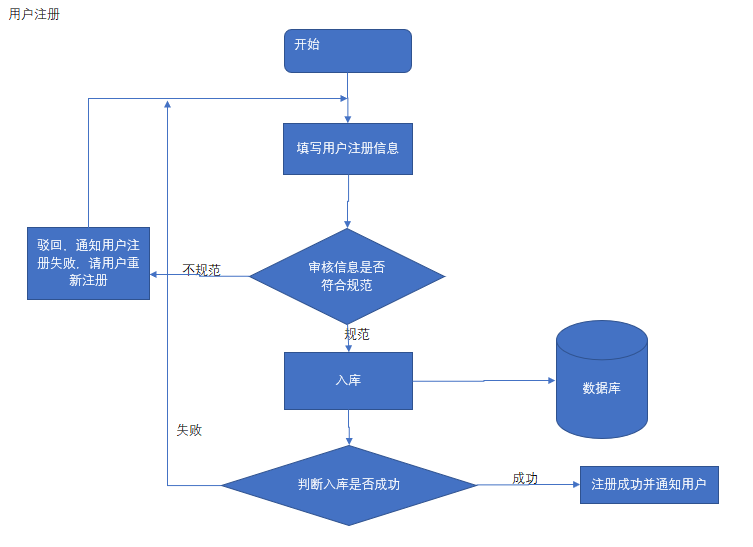 用户注册
开始
填写用户注册信息
驳回，通知用户注
册失败，请用户重
新注册
不规范
审核信息是否
符合规范
规范
入库
数据库
失败
判断入库是否成功
成功
注册成功并通知用户